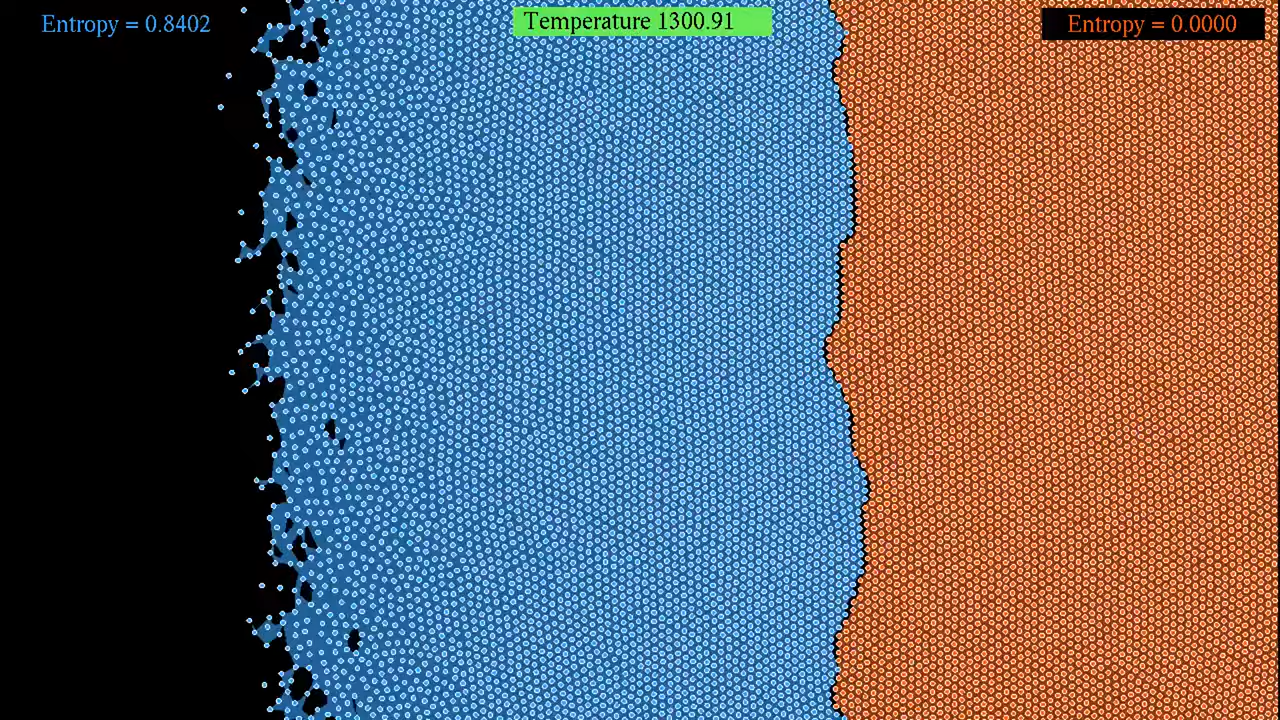 Entropy = 0.8402
Temperature 1300.91
Entropy = 0.0000